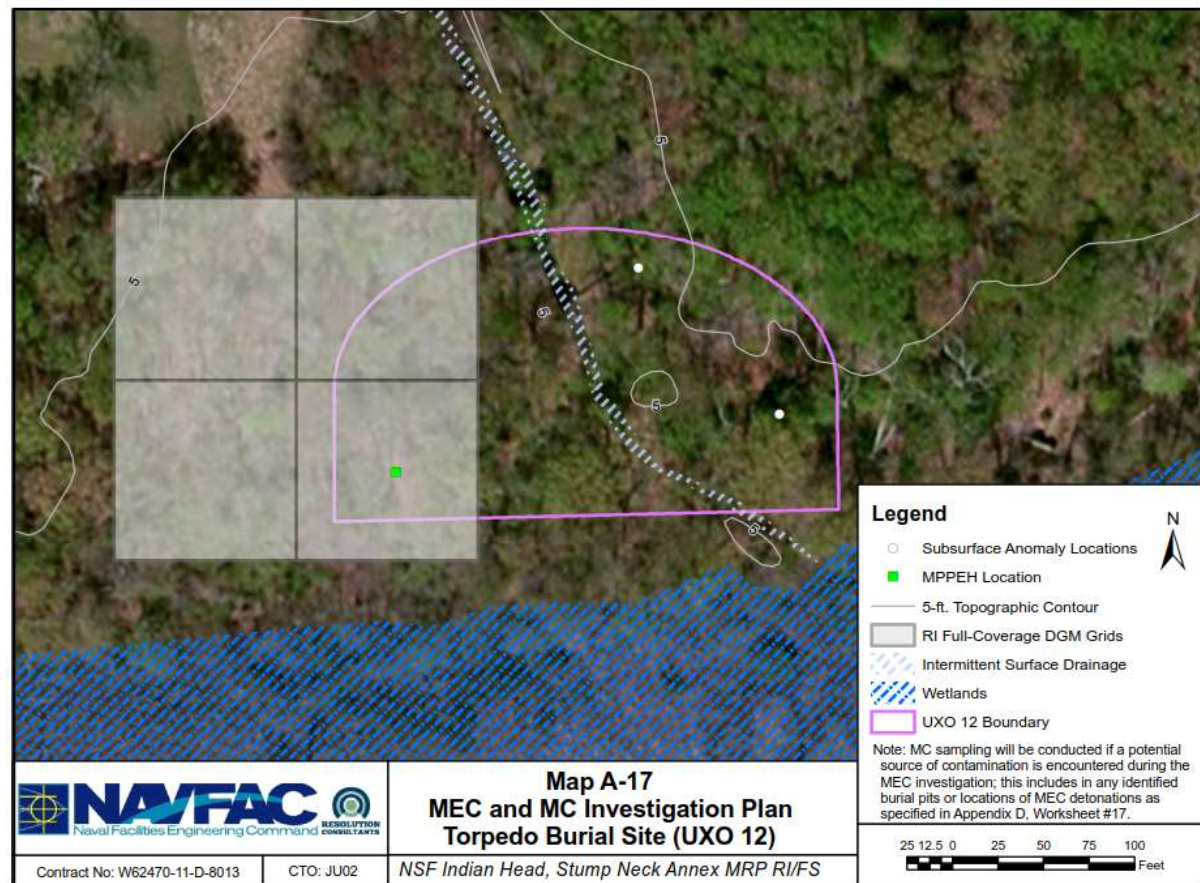 5
5
5
5
5
Legend
N
Subsurface Anomaly Locations
MPPEH Location
5-ft. Topographic Contour
RI Full-Coverage DGM Grids
Intermittent Surface Drainage
Wetlands
UXO 12 Boundary
Note: MC sampling will be conducted if a potential
source of contamination is encountered during the
MEC investigation; this includes in any identified
burial pits or locations of MEC detonations as
specified in Appendix D, Worksheet #17.
25 12.5 0 25 50 75 100
Feet
NAVFAC
Naval Facilities Engineering Command
RESOLUTION
CONSULTANTS
Map A-17
MEC and MC Investigation Plan
Torpedo Burial Site (UXO 12)
Contract No: W62470-11-D-8013
CTO: JU02
NSF Indian Head, Stump Neck Annex MRP RI/FS